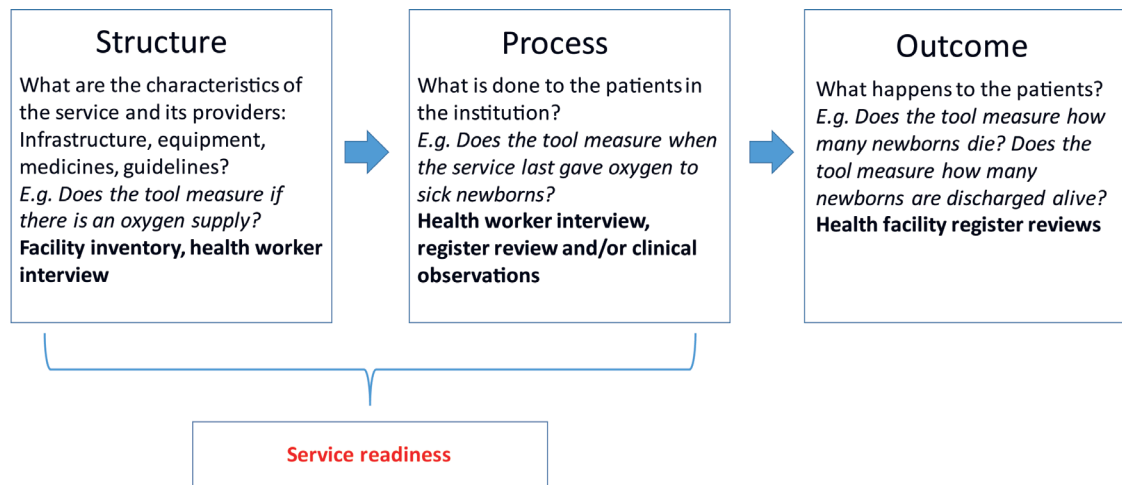 Structure
What are the characteristics of
the service and its providers:
Infrastructure, equipment,
medicines, guidelines?
E.g. Does the tool measure if
there is an oxygen supply?
Facility inventory, health worker
interview
Process
What is done to the patients in
the institution?
E.g. Does the tool measure when
the service last gave oxygen to
sick newborns?
Health worker interview,
register review and/or clinical
observations
Outcome
What happens to the patients?
E.g. Does the tool measure how
many newborns die? Does the
tool measure how many
newborns are discharged alive?
Health facility register reviews
Service readiness